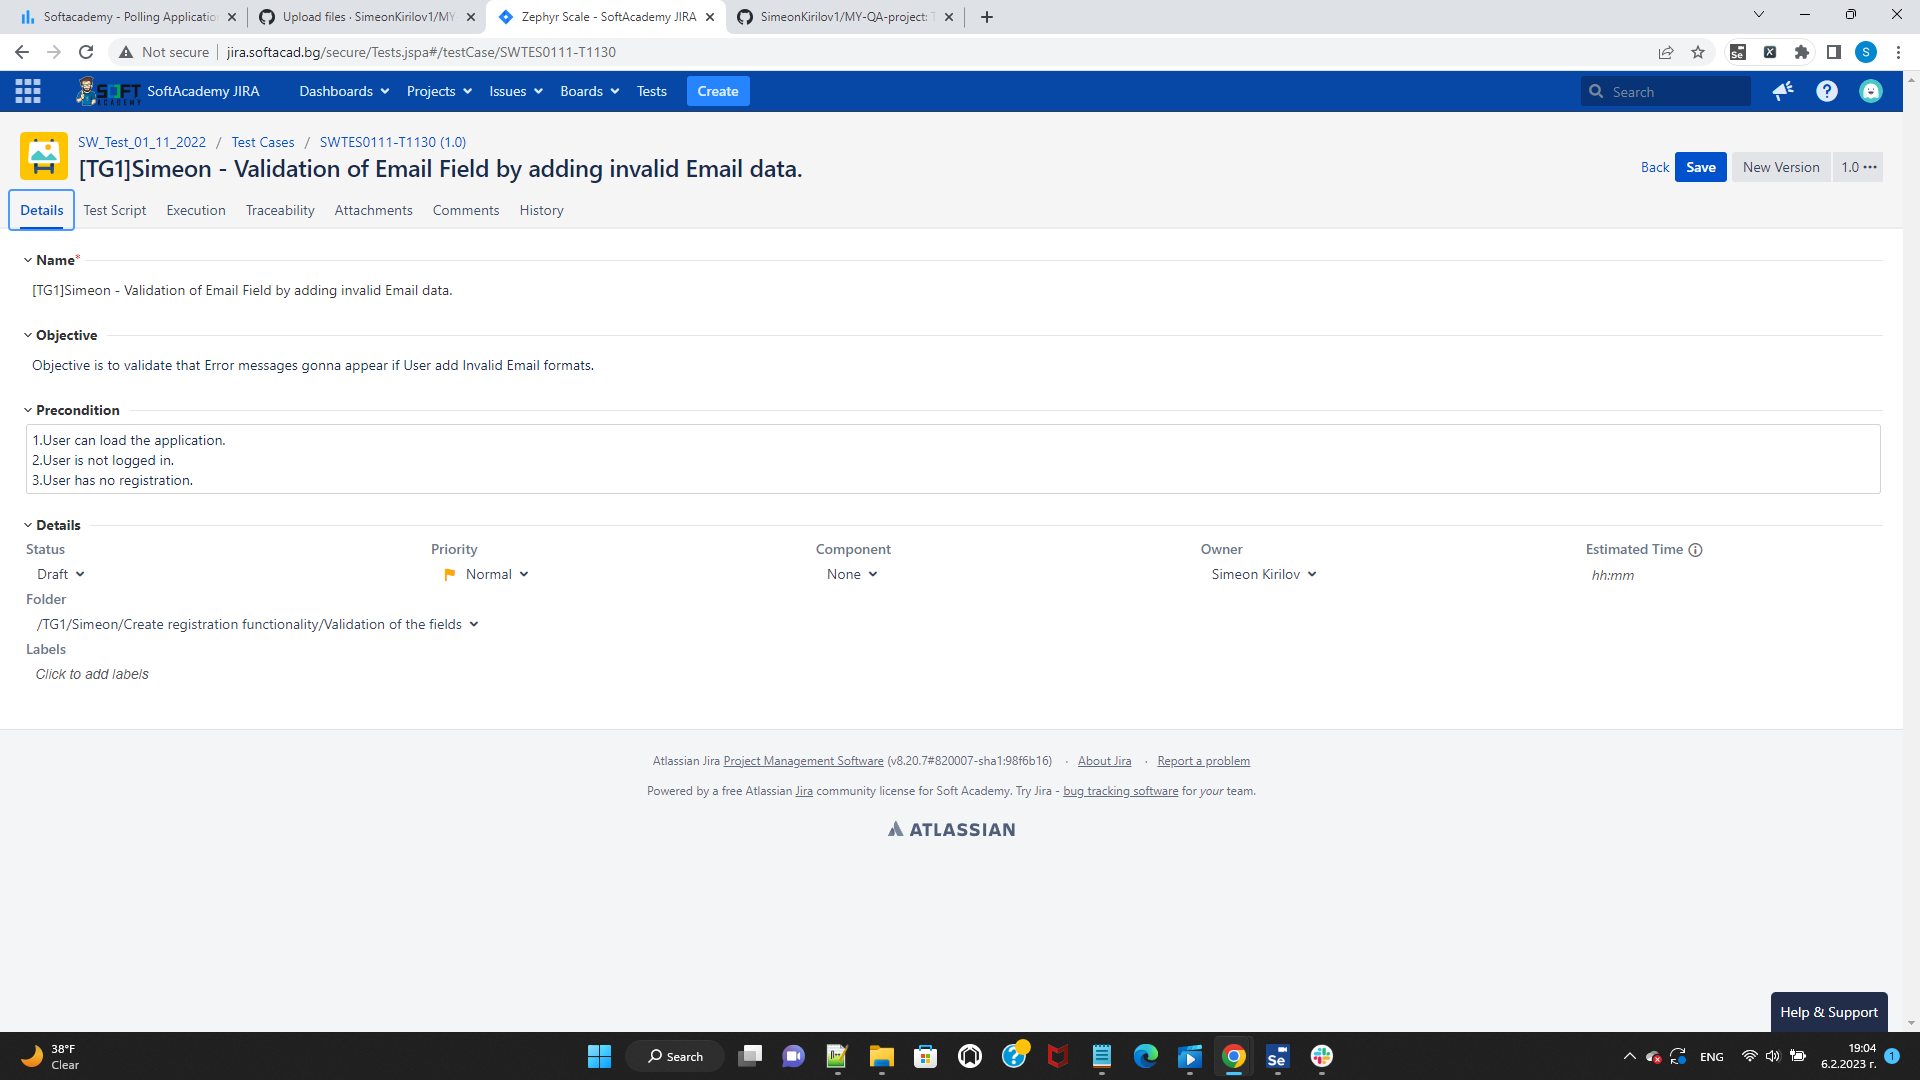 Softacademy - Polling Applicatio
Upload files · SimeonKirilov1/MY
Zephyr Scale - SoftAcademy JIRA
SimeonKirilov1/MY-QA-project:
Not secure
jira.softacad.bg/secure/Tests.jspa#/testCase/SWTES0111-T1130
SOFT ACADEMY
SoftAcademy JIRA
Dashboards
Projects
Issues
Boards
Tests
Create
Search
SW_Test_01_11_2022 / Test Cases / SWTES0111-T1130 (1.0)
[TG1]Simeon - Validation of Email Field by adding invalid Email data.
Back
Save
New Version
1.0 •••
Details
Test Script
Execution
Traceability
Attachments
Comments
History
Name*
[TG1]Simeon - Validation of Email Field by adding invalid Email data.
Objective
Objective is to validate that Error messages gonna appear if User add Invalid Email formats.
Precondition
1.User can load the application.
2.User is not logged in.
3.User has no registration.
Details
Status
Priority
Component
Owner
Estimated Time
Draft
Normal
None
Simeon Kirilov
hh:mm
Folder
/TG1/Simeon/Create registration functionality/Validation of the fields
Labels
Click to add labels
Atlassian Jira Project Management Software (v8.20.7#820007-sha1:98f6b16) · About Jira · Report a problem
Powered by a free Atlassian Jira community license for Soft Academy. Try Jira - bug tracking software for your team.
ATLASSIAN
Help & Support
38°F
Clear
Search
Se
ENG
19:04
6.2.2023 г.
1